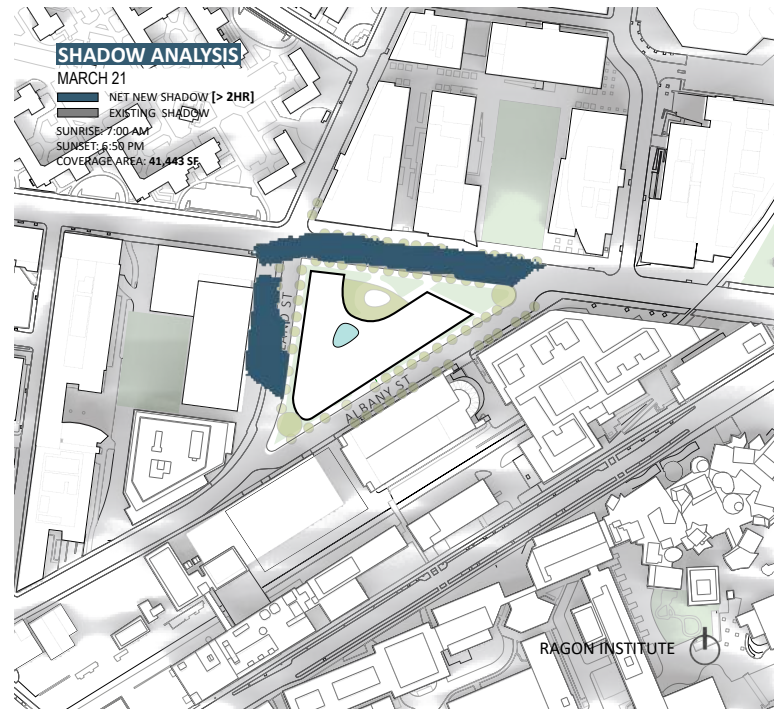 SHADOW ANALYSIS
MARCH 21
NET NEW SHADOW [> 2HR]
EXISTING SHADOW
SUNRISE: 7:00 AM
SUNSET: 6:50 PM
COVERAGE AREA: 41,443 SF
ST
ALBANY ST
RAGON INSTITUTE